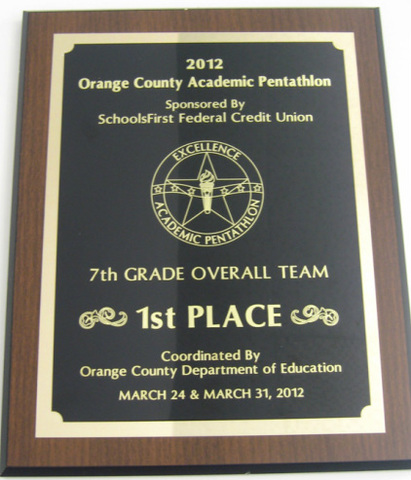 2012
Orange County Academic Pentathlon
Sponsored By
SchoolsFirst Federal Credit Union
EXCELLENCE
ACADEMIC PENTATHLON
7th GRADE OVERALL TEAM
1st PLACE
Coordinated By
Orange County Department of Education
MARCH 24 & MARCH 31, 2012